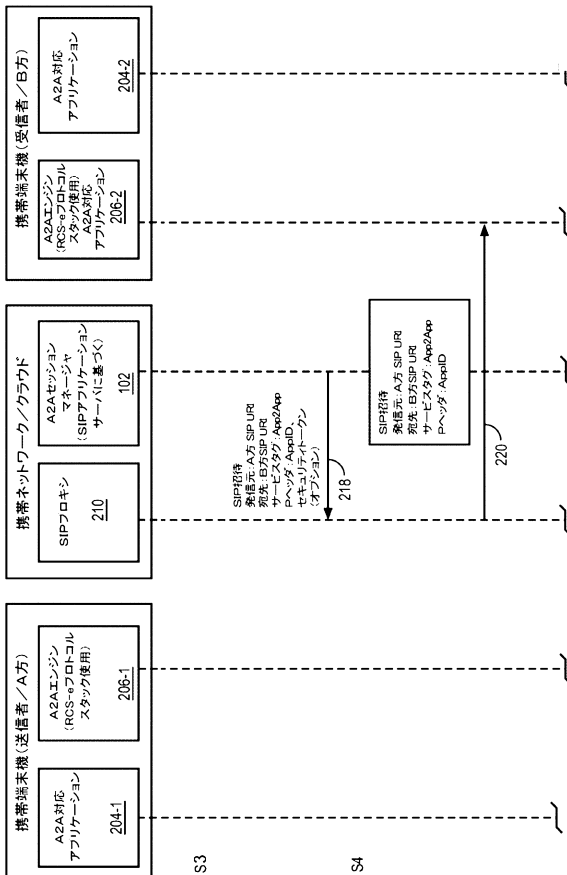 携帯端末機(送信者/A方)
A2A対応
アプリケーション
204-1
A2Aエンジン
(RCS-eプロトコル
スタック使用)
206-1
携帯ネットワーク/クラウド
SIPプロキシ
210
A2Aセッション
マネージャ
(SIPアプリケーション
サーバに基づく)
102
携帯端末機(受信者/B方)
A2Aエンジン
(RCS-eプロトコル
スタック使用)
A2A対応
アプリケーション
206-2
A2A対応
アプリケーション
204-2
S3
SIP招待
発信元:A方 SIP URI
宛先:B方SIP URI
サービスタグ:App2App
Pヘッダ:AppID、
セキュリティトークン
(オプション)
218
S4
SIP招待
発信元:A方 SIP URI
宛先:B方SIP URI
サービスタグ:App2App
Pヘッダ:AppID
220